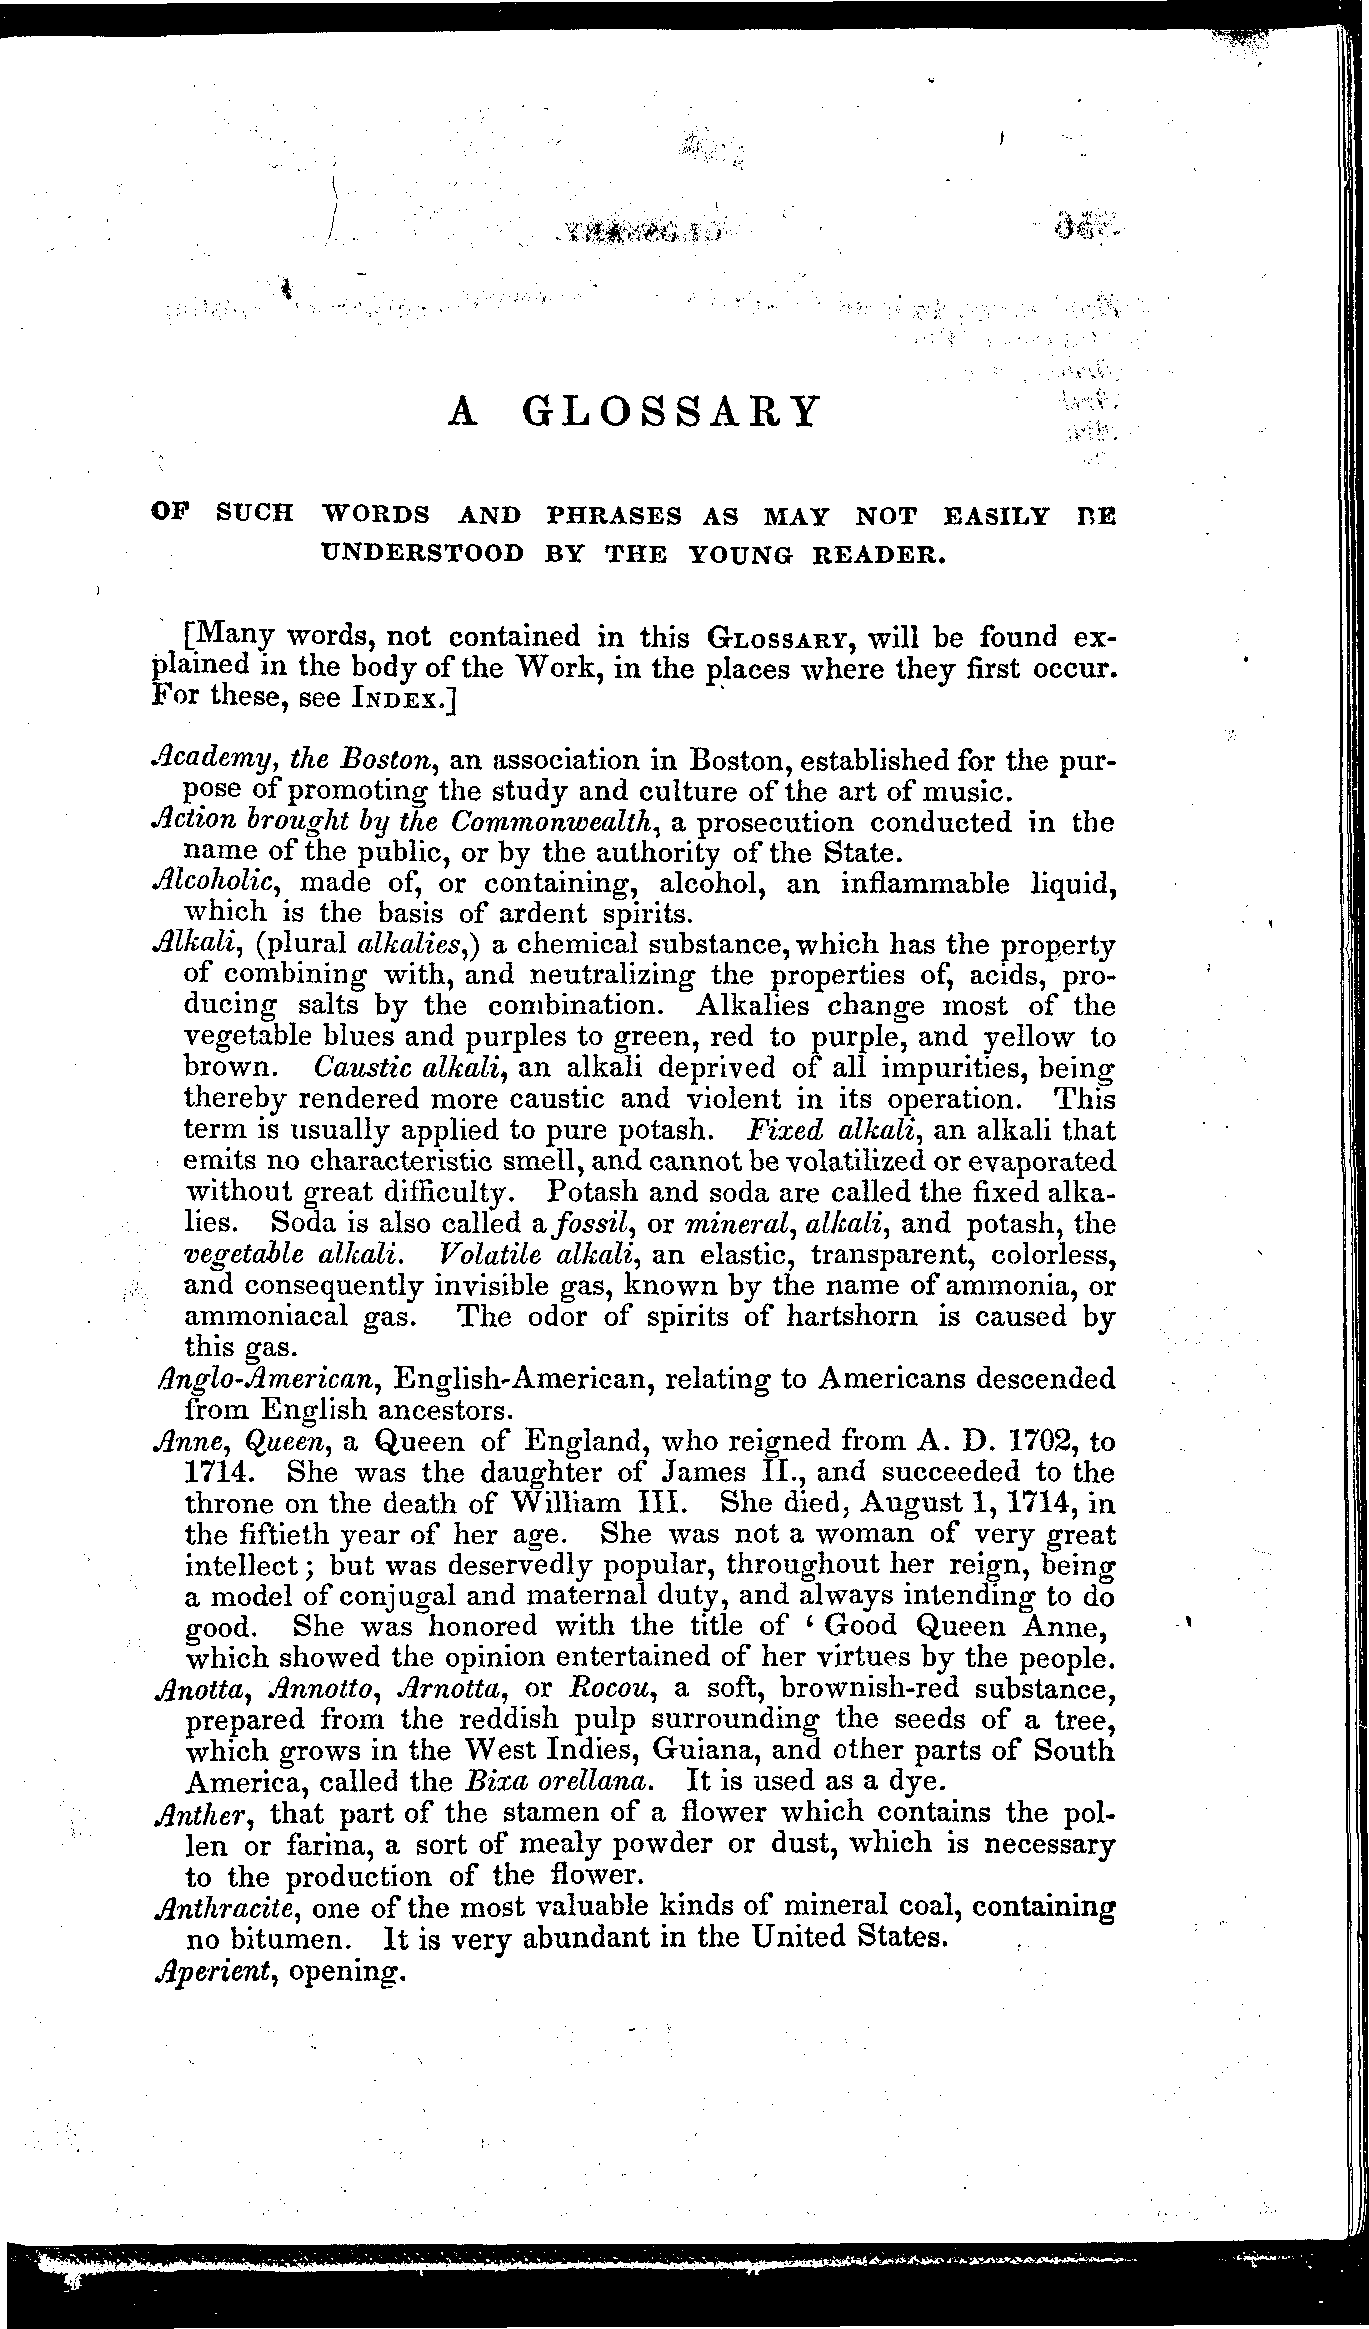 A GLOSSARY
OF SUCH WORDS AND PHRASES AS MAY NOT EASILY BE
UNDERSTOOD BY THE YOUNG READER.
[Many words, not contained in this GLOSSARY, will be found ex-
plained in the body of the Work, in the places where they first occur.
For these, see INDEX.]
Academy, the Boston, an association in Boston, established for the pur-
pose of promoting the study and culture of the art of music.
Action brought by the Commonwealth, a prosecution conducted in the
name of the public, or by the authority of the State.
Alcoholic, made of, or containing, alcohol, an inflammable liquid,
which is the basis of ardent spirits.
Alkali, (plural alkalies,) a chemical substance, which has the property
of combining with, and neutralizing the properties of, acids, pro-
ducing salts by the combination. Alkalies change most of the
vegetable blues and purples to green, red to purple, and yellow to
brown. Caustic alkali, an alkali deprived of all impurities, being
thereby rendered more caustic and violent in its operation. This
term is usually applied to pure potash. Fixed alkali, an alkali that
emits no characteristic smell, and cannot be volatilized or evaporated
without great difficulty. Potash and soda are called the fixed alka-
lies. Soda is also called a fossil, or mineral, alkali, and potash, the
vegetable alkali. Volatile alkali, an elastic, transparent, colorless,
and consequently invisible gas, known by the name of ammonia, or
ammoniacal gas. The odor of spirits of hartshorn is caused by
this gas.
Anglo-American, English-American, relating to Americans descended
from English ancestors.
Anne, Queen, a Queen of England, who reigned from A. D. 1702, to
1714. She was the daughter of James II., and succeeded to the
throne on the death of William III. She died, August 1, 1714, in
the fiftieth year of her age. She was not a woman of very great
intellect; but was deservedly popular, throughout her reign, being
a model of conjugal and maternal duty, and always intending to do
good. She was honored with the title of ‘ Good Queen Anne,
which showed the opinion entertained of her virtues by the people.
Anotta, Annotto, Arnotta, or Rocou, a soft, brownish-red substance,
prepared from the reddish pulp surrounding the seeds of a tree,
which grows in the West Indies, Guiana, and other parts of South
America, called the Bixa orellana. It is used as a dye.
Anther, that part of the stamen of a flower which contains the pol-
len or farina, a sort of mealy powder or dust, which is necessary
to the production of the flower.
Anthracite, one of the most valuable kinds of mineral coal, containing
no bitumen. It is very abundant in the United States.
Aperient, opening.